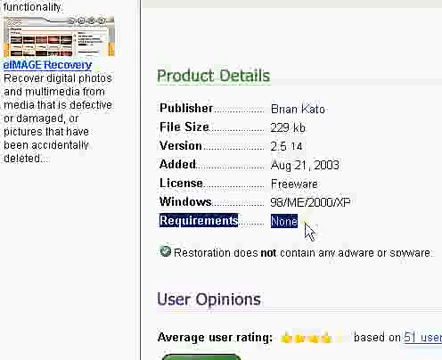 functionality.
eIMAGE Recovery
Recover digital photos
and multimedia from
media that is defective
or damaged, or
pictures that have
been accidentally
deleted...
Product Details
Publisher.................. Brian Kato
File Size.................. 229 kb
Version.................. 2.5.14
Added.................. Aug 21, 2003
License.................. Freeware
Windows.................. 98/ME/2000/XP
Requirements.......... None
Restoration does not contain any adware or spyware.
User Opinions
Average user rating: based on 51 user